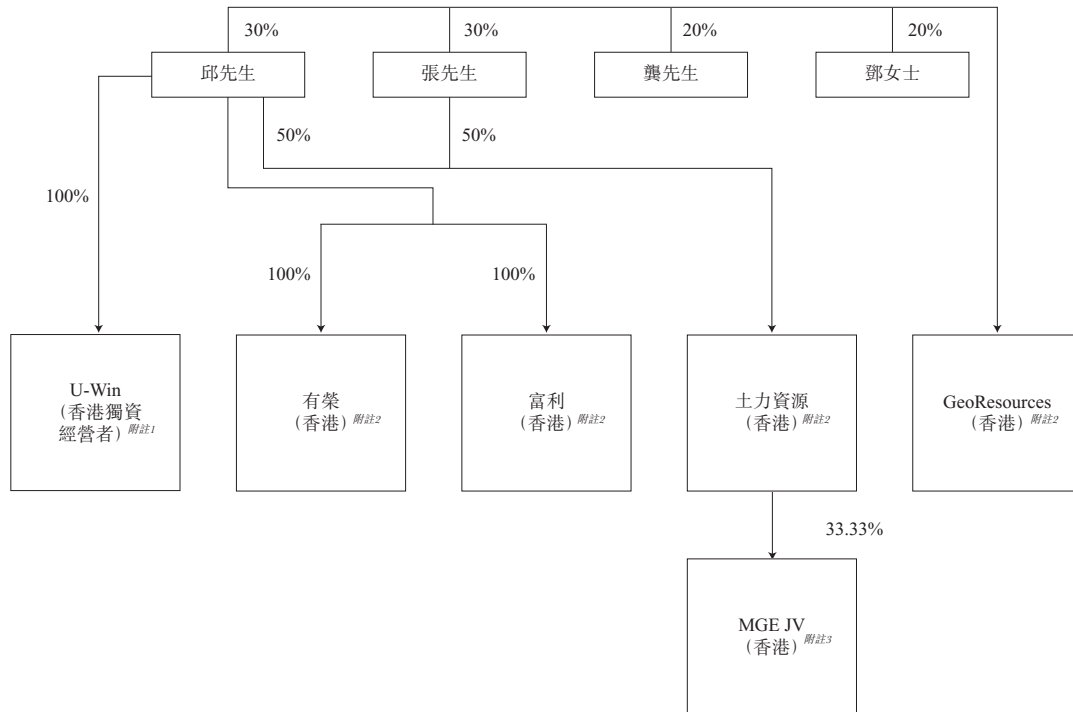 30%
30%
20%
20%
邱先生
張先生
龔先生
鄧女士
50%
50%
100%
100%
100%
U-Win
（香港獨資
經營者）附註1
有榮
（香港）附註2
富利
（香港）附註2
土力資源
（香港）附註2
GeoResources
（香港）附註2
33.33%
MGE JV
（香港）附註3